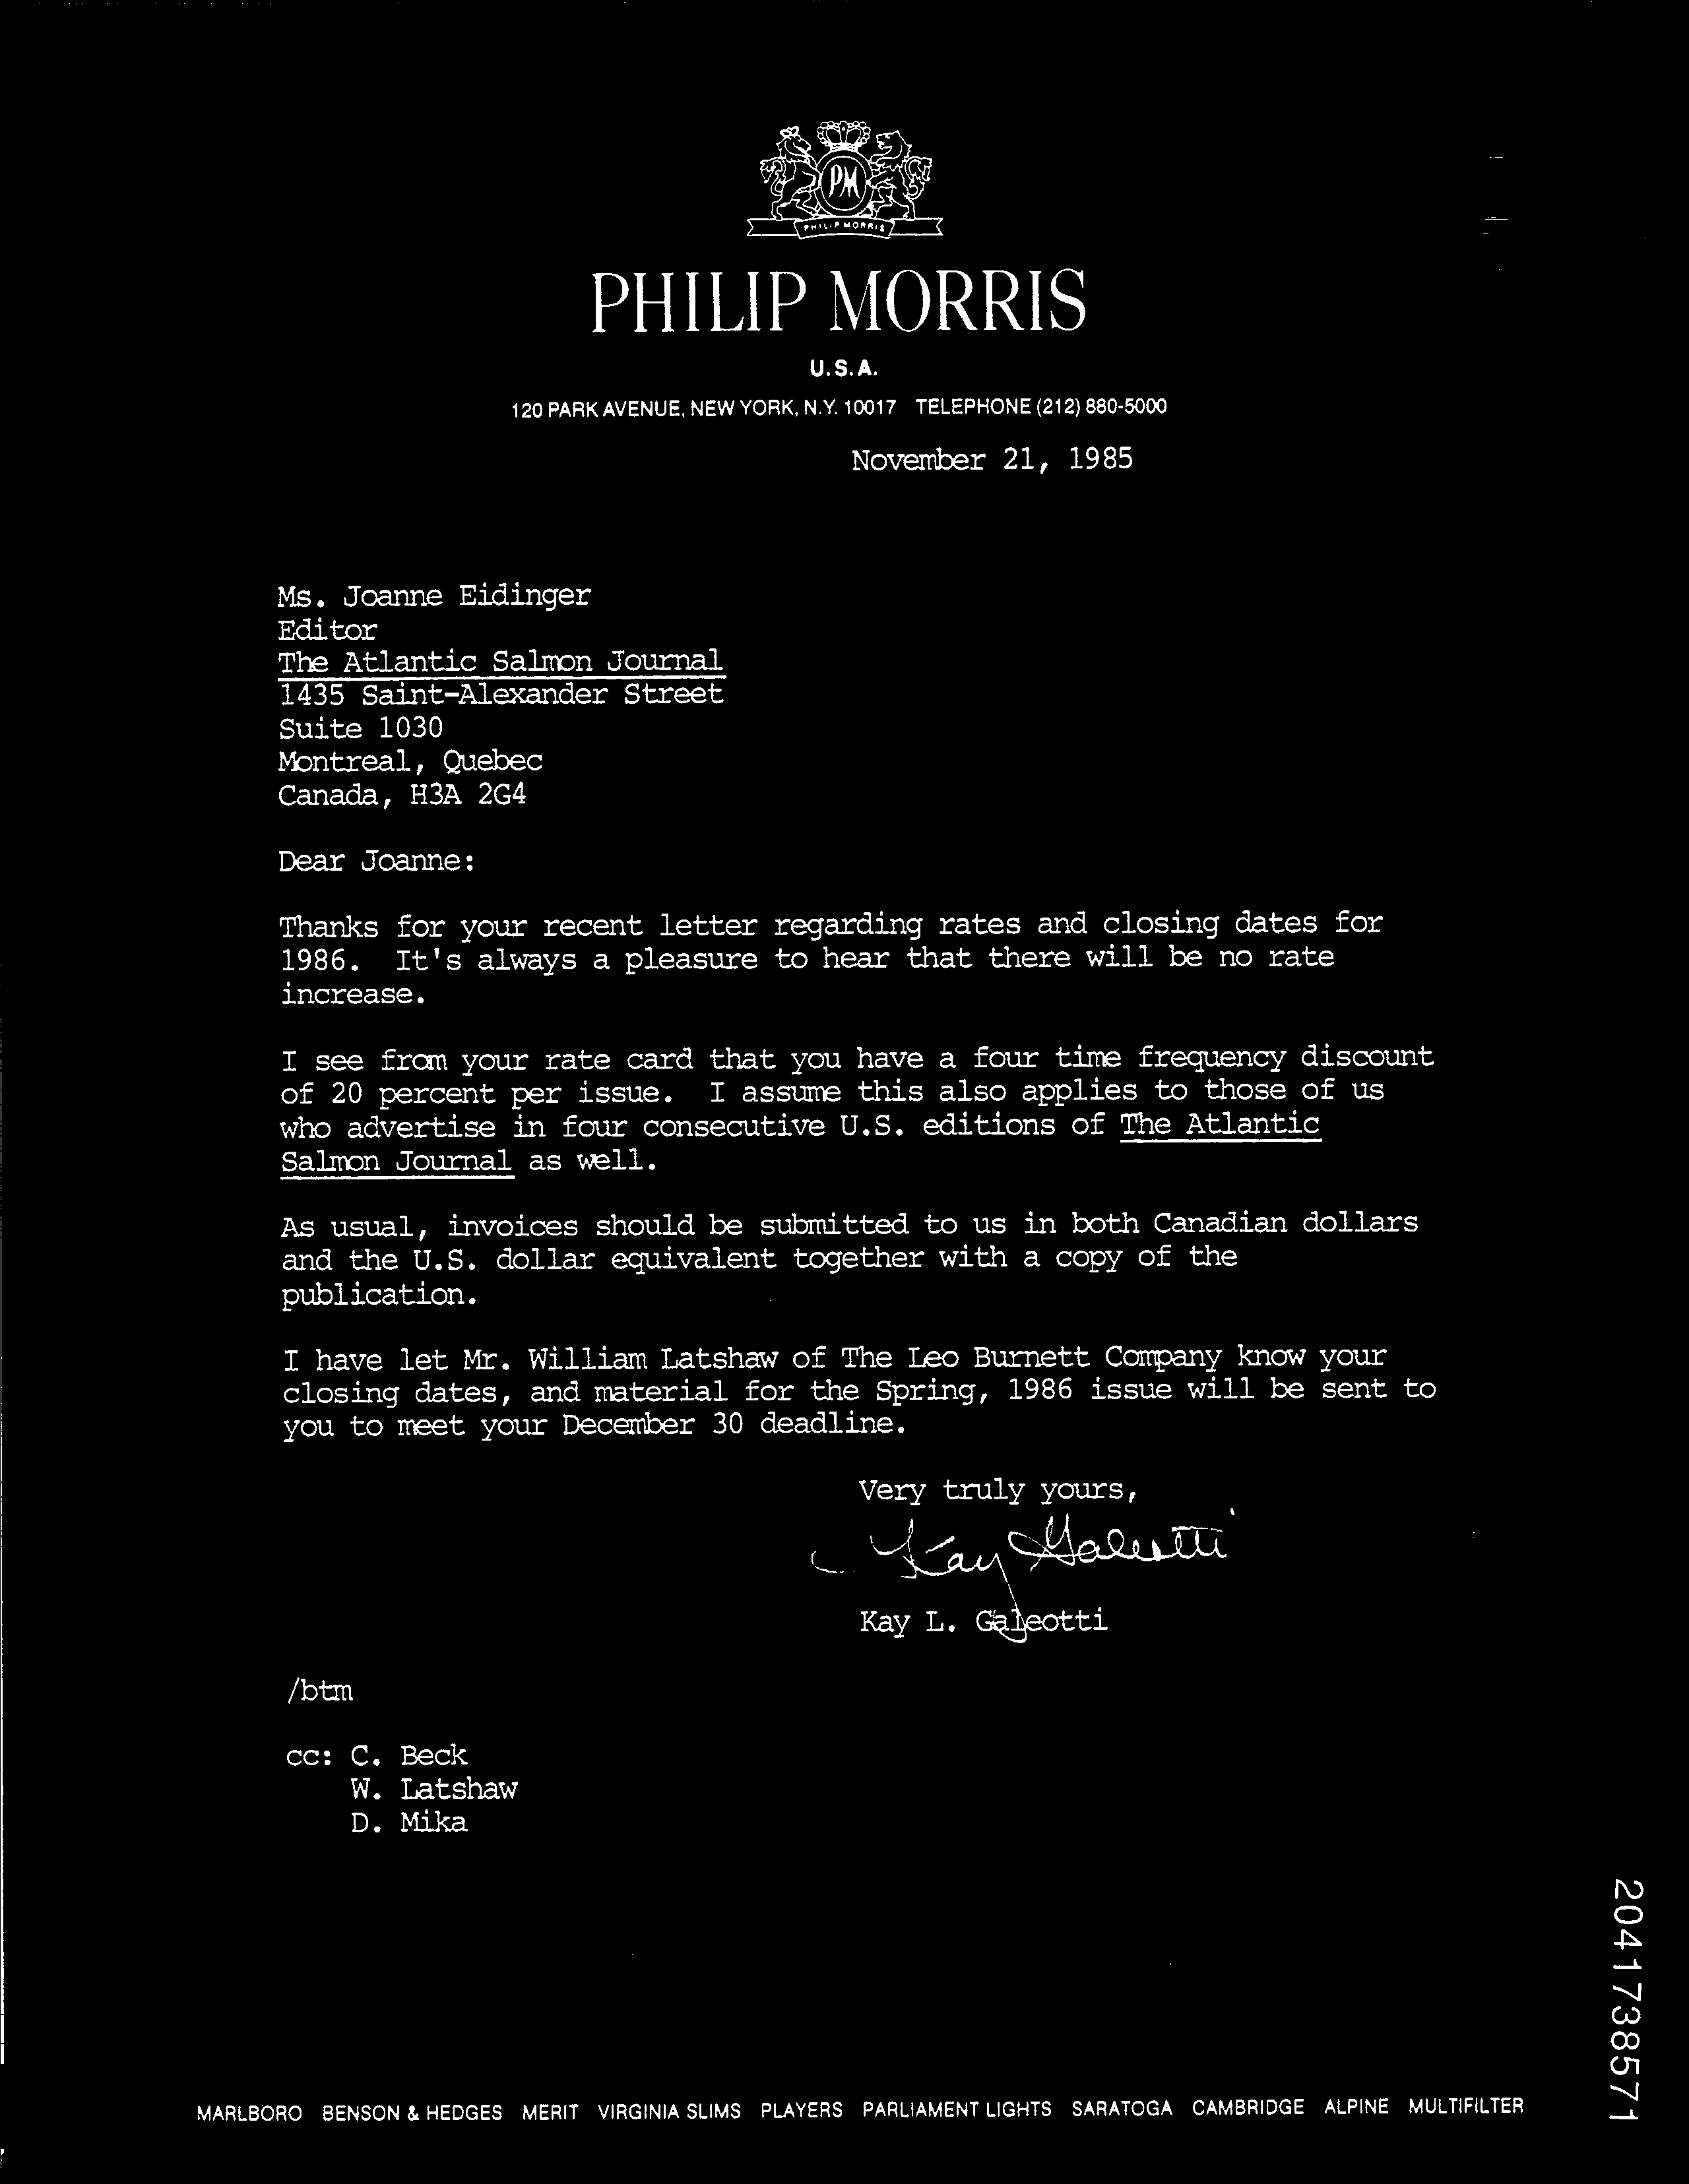 PM
PHILIP MORRIS
PHILIP MORRIS
U.S.A.
120 PARK AVENUE, NEW YORK, N.Y. 10017 TELEPHONE (212) 880-5000
November 21, 1985
Ms. Joanne Eidinger
Editor
The Atlantic Salmon Journal
1435 Saint-Alexander Street
Suite 1030
Montreal, Quebec
Canada, H3A 2G4
Dear Joanne:
Thanks for your recent letter regarding rates and closing dates for
1986. It's always a pleasure to hear that there will be no rate
increase.
I see from your rate card that you have a four time frequency discount
of 20 percent per issue. I assume this also applies to those of us
who advertise in four consecutive U.S. editions of The Atlantic
Salmon Journal as well.
As usual, invoices should be submitted to us in both Canadian dollars
and the U.S. dollar equivalent together with a copy of the
publication.
I have let Mr. William Latshaw of The Leo Burnett Company know your
closing dates, and material for the Spring, 1986 issue will be sent to
you to meet your December 30 deadline.
Very truly yours,
Kay Galeotti
Kay L. Galeotti
/btm
cc: C. Beck
W. Latshaw
D. Mika
2041738571
MARLBORO BENSON & HEDGES MERIT VIRGINIA SLIMS PLAYERS PARLIAMENT LIGHTS SARATOGA CAMBRIDGE ALPINE MULTIFILTER